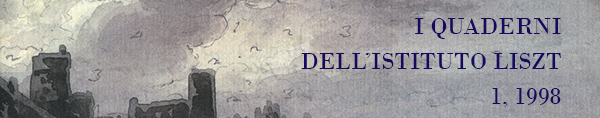 I QUADERNI
DELL'ISTITUTO LISZT
1, 1998